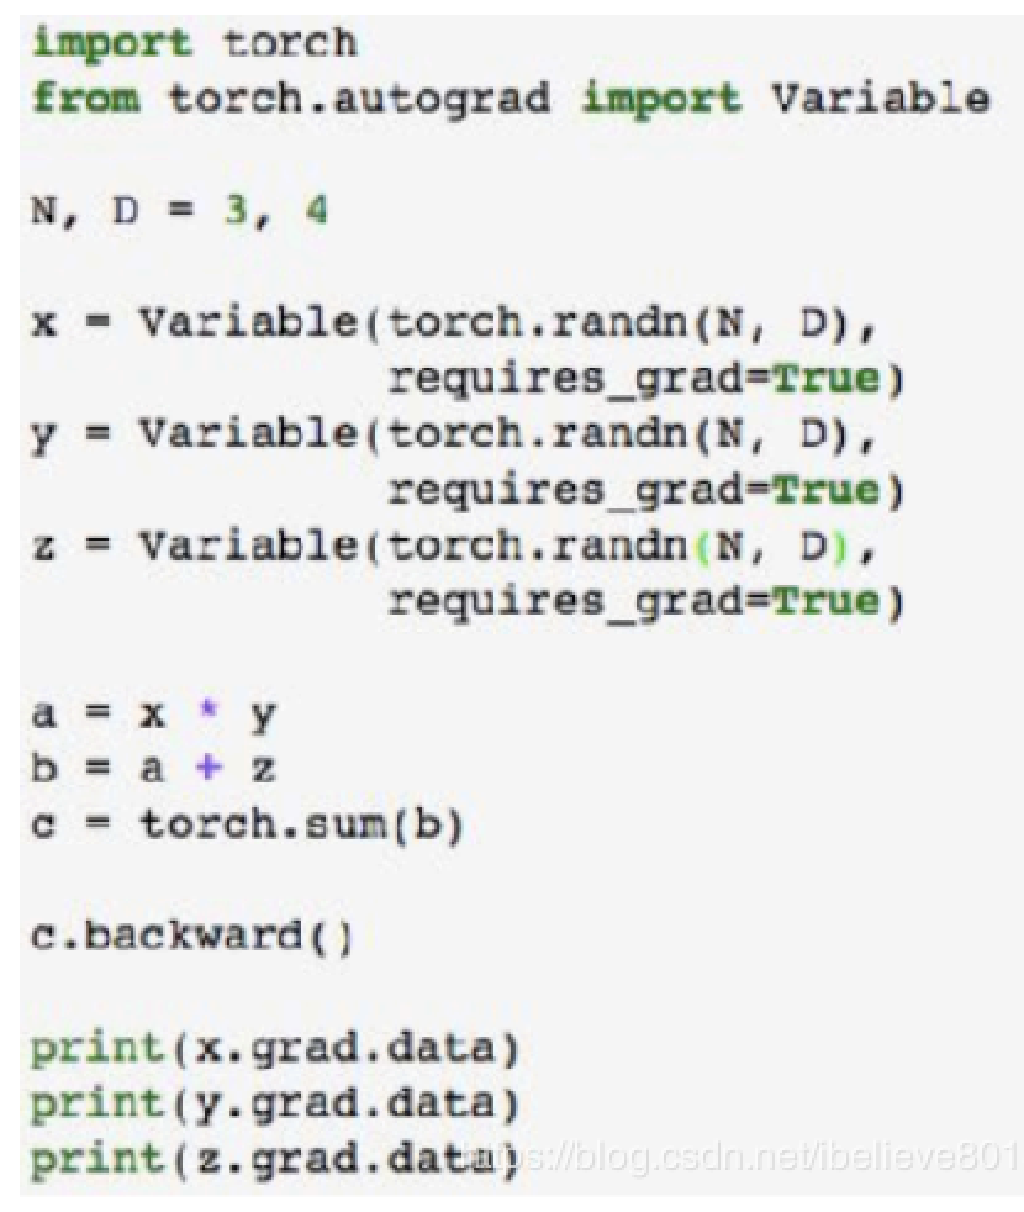 import torch
from torch.autograd import Variable
N, D = 3, 4
x = Variable(torch.randn(N, D),
requires_grad=True)
y = Variable(torch.randn(N, D),
requires_grad=True)
z = Variable(torch.randn(N, D),
requires_grad=True)
a = x * y
b = a + z
c = torch.sum(b)
c.backward()
print(x.grad.data)
print(y.grad.data)
print(z.grad.data)
https://blog.csdn.net/ibelieve801